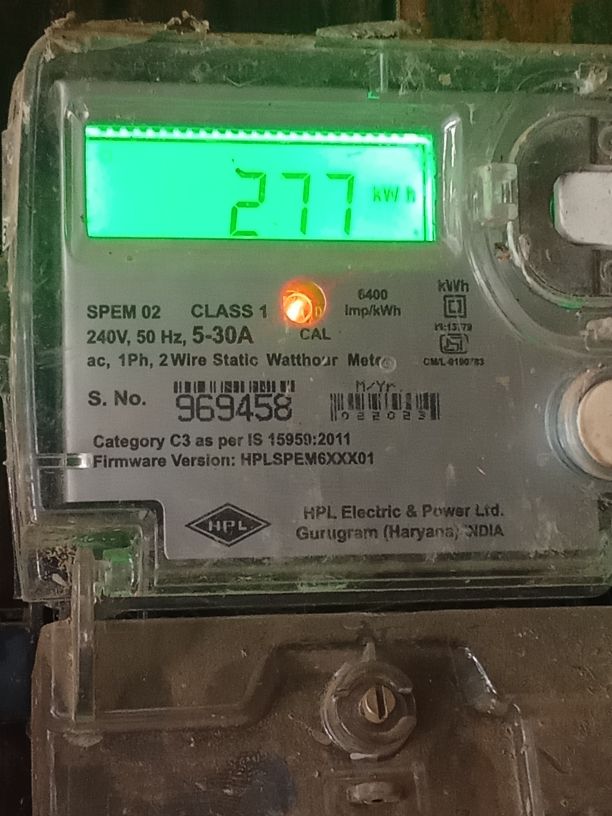 277 kWh
SPEM 02 CLASS 1
6400
imp/kWh
kWh
240V, 50 Hz, 5-30A
CAL
ac, 1Ph, 2 Wire Static Watthour Meter
S. No. 969458
M/Yr.
022023
Category C3 as per IS 15959:2011
Firmware Version: HPLSPEM6XXX01
HPL
HPL Electric & Power Ltd.
Gurugram (Haryana) INDIA